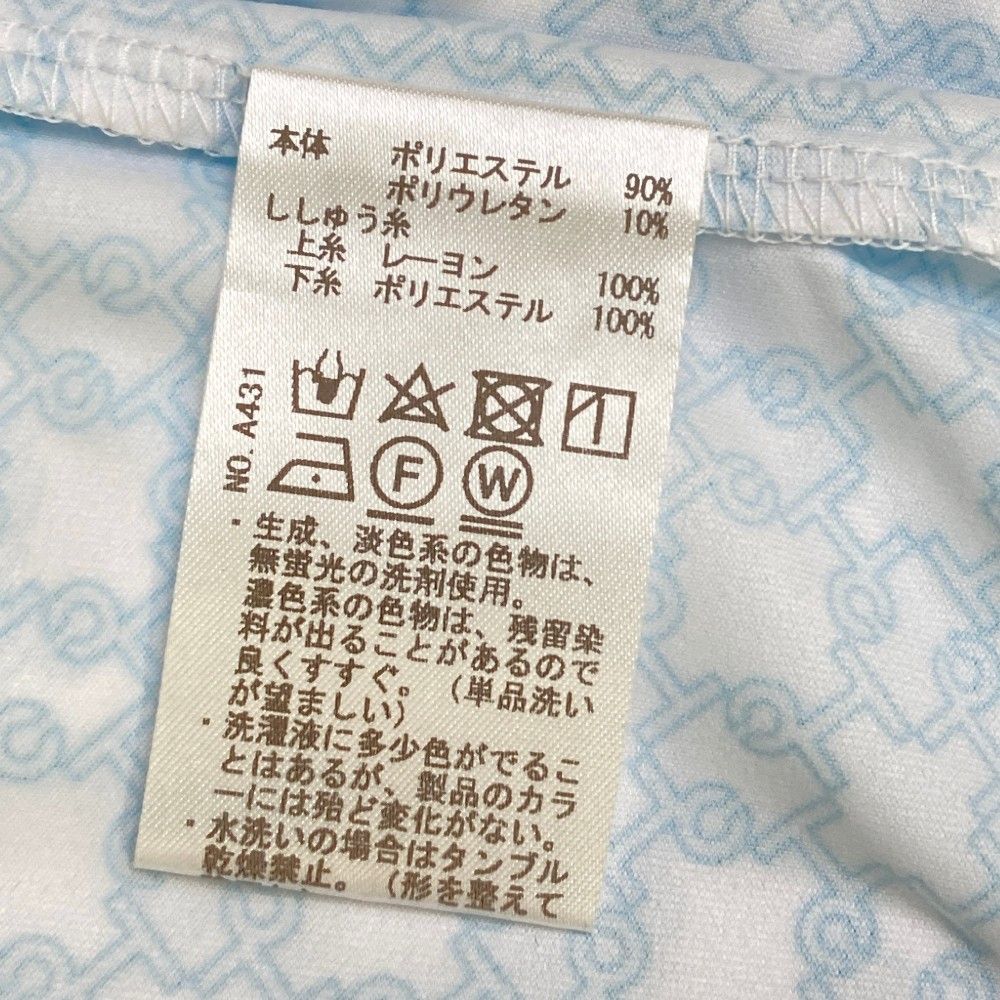 本体 ポリエステル 90%
ポリウレタン 10%
ししゅう糸
上糸 レーヨン 100%
下糸 ポリエステル 100%
NO. A431
F W
・生成、淡色系の色物は、
無蛍光の洗剤使用。
濃色系の色物は、残留染
料が出ることがあるので
良くすすぐ。（単品洗い
が望ましい）
・洗濯液に多少色がでるこ
とはあるが、製品のカラ
ーには殆ど変化がない。
・水洗いの場合はタンブル
乾燥禁止。（形を整えて